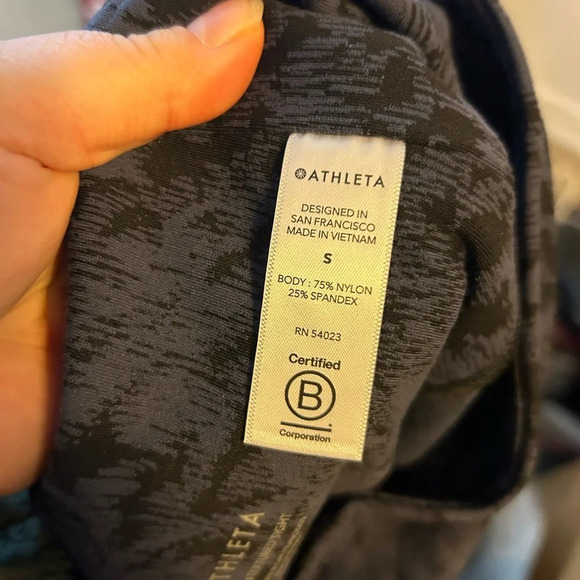 ATHLETA
DESIGNED IN
SAN FRANCISCO
MADE IN VIETNAM
S
BODY : 75% NYLON
25% SPANDEX
RN 54023
Certified
B
Corporation
ATHLETA